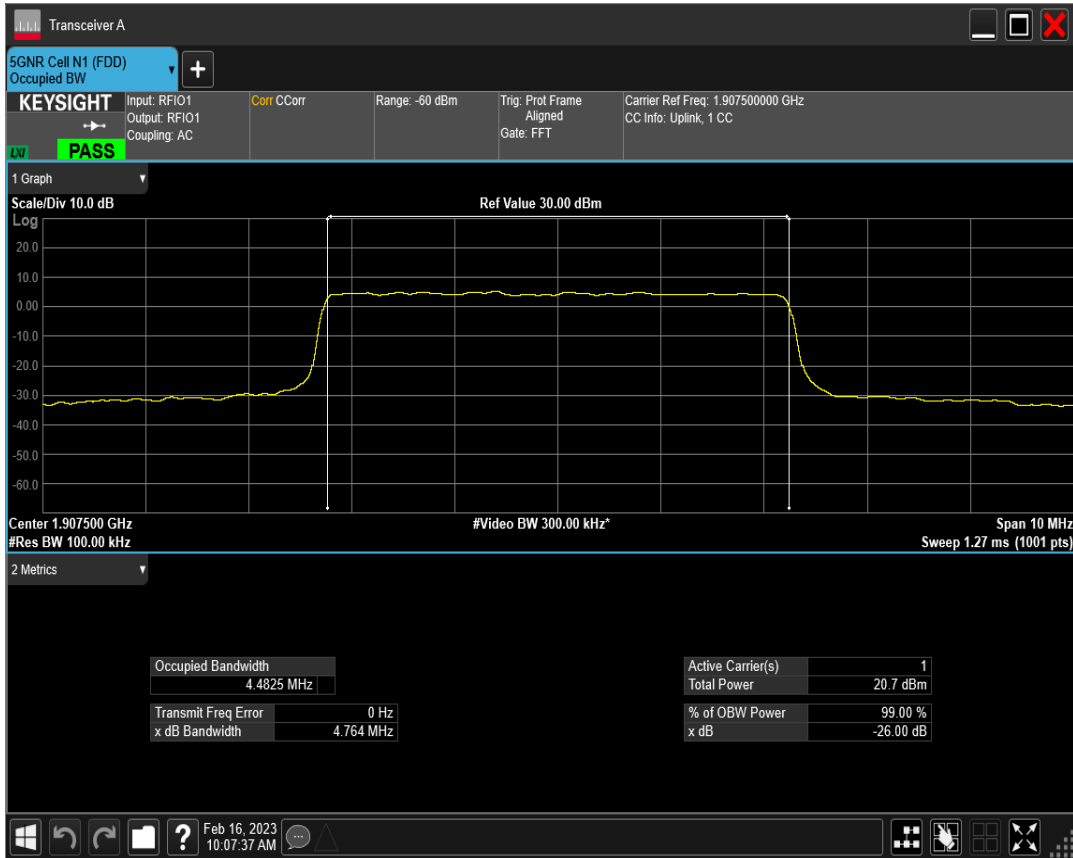 Transceiver A
5GNR Cell N1 (FDD)
Occupied BW
+
KEYSIGHT
LXI
PASS
Input: RFIO1
Output: RFIO1
Coupling: AC
Corr CCorr
Range: -60 dBm
Trig: Prot Frame
Aligned
Gate: FFT
Carrier Ref Freq: 1.907500000 GHz
CC Info: Uplink, 1 CC
1 Graph
Scale/Div 10.0 dB
Ref Value 30.00 dBm
Log
20.0
10.0
0.00
-10.0
-20.0
-30.0
-40.0
-50.0
-60.0
Center 1.907500 GHz
#Video BW 300.00 kHz*
Span 10 MHz
#Res BW 100.00 kHz
Sweep 1.27 ms (1001 pts)
2 Metrics
Occupied Bandwidth
4.4825 MHz
Transmit Freq Error 0 Hz
x dB Bandwidth 4.764 MHz
Active Carrier(s) 1
Total Power 20.7 dBm
% of OBW Power 99.00 %
x dB -26.00 dB
?
Feb 16, 2023
10:07:37 AM